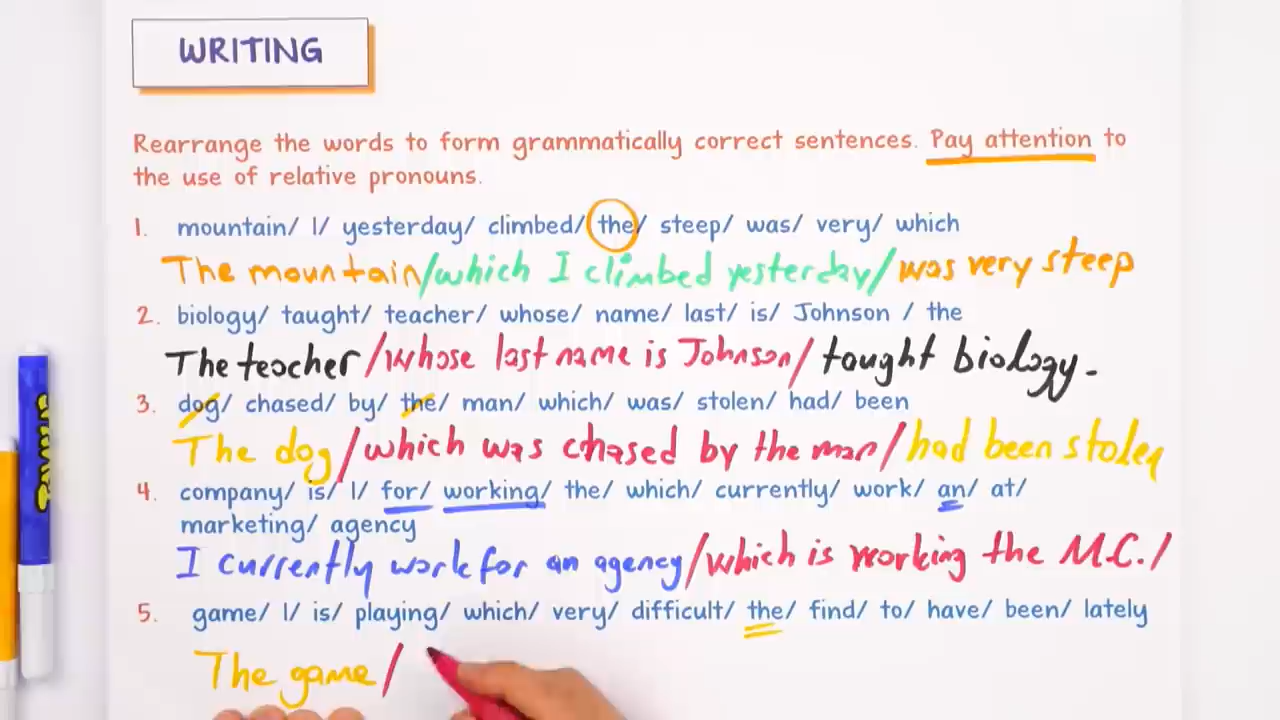 WRITING
Rearrange the words to form grammatically correct sentences. Pay attention to
the use of relative pronouns.
1. mountain/ I/ yesterday/ climbed/ the/ steep/ was/ very/ which
The mountain/which I climbed yesterday/was very steep
2. biology/ taught/ teacher/ whose/ name/ last/ is/ Johnson / the
The teacher/whose last name is Johnson/taught biology.
3. dog/ chased/ by/ the/ man/ which/ was/ stolen/ had/ been
The dog/which was chased by the man/had been stolen
4. company/ is/ I/ for/ working/ the/ which/ currently/ work/ an/ at/
marketing/ agency
I currently work for an agency/which is working the M.C./
5. game/ I/ is/ playing/ which/ very/ difficult/ the/ find/ to/ have/ been/ lately
The game/